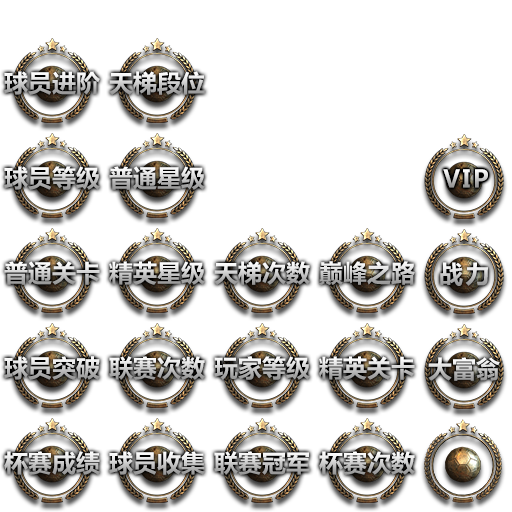 球员进阶 天梯段位
球员等级 普通星级 VIP
普通关卡 精英星级 天梯次数 巅峰之路 战力
球员突破 联赛次数 玩家等级 精英关卡 大富翁
杯赛成绩 球员收集 联赛冠军 杯赛次数